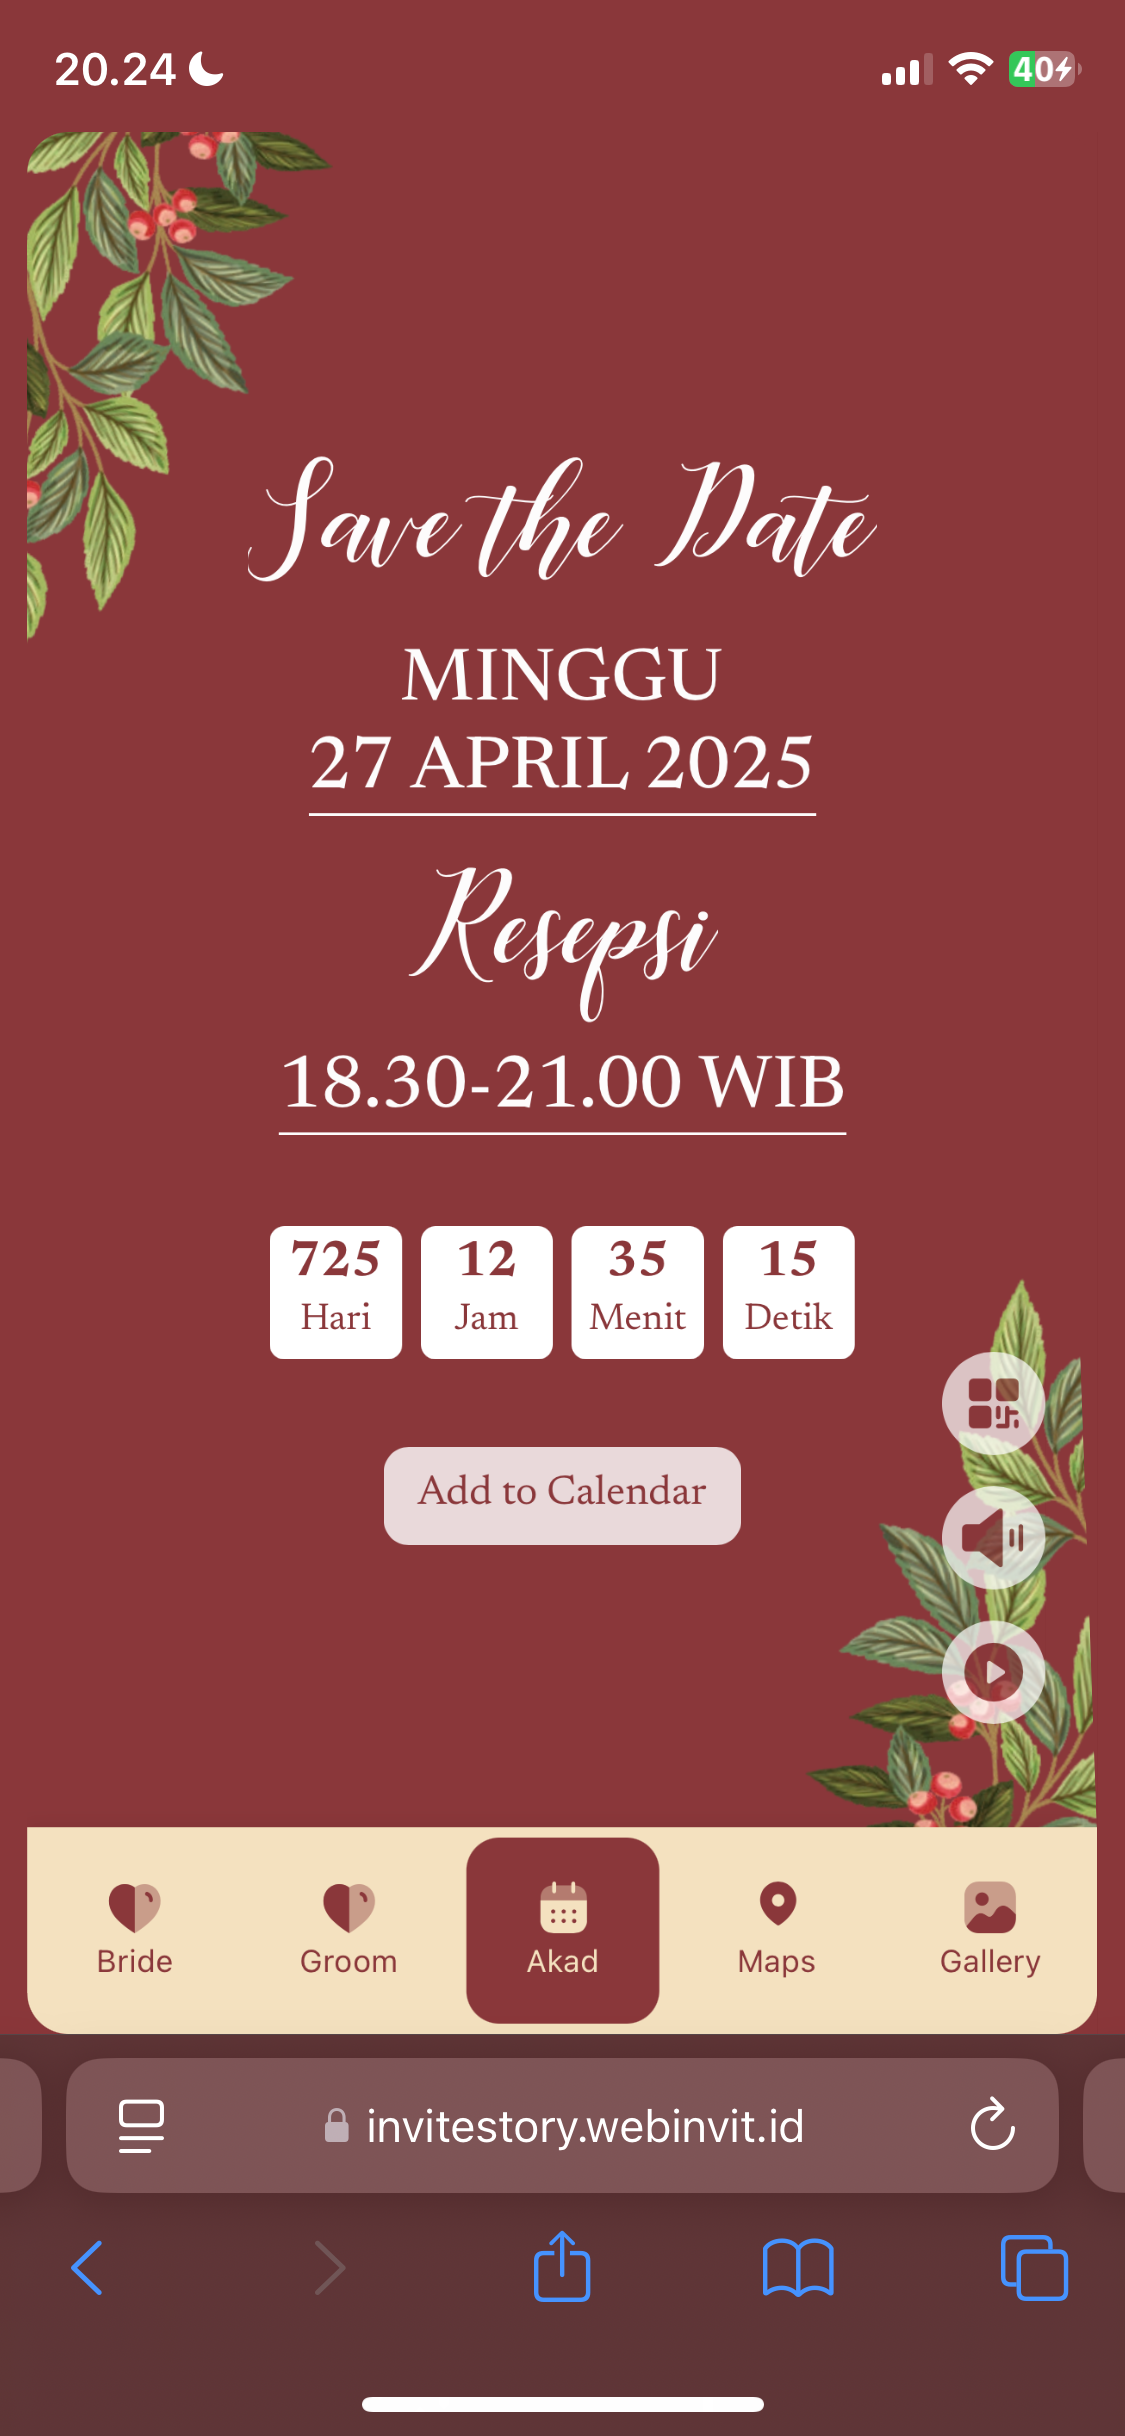 20.24
40
Save the Date
MINGGU
27 APRIL 2025
Resepsi
18.30-21.00 WIB
725 12 35 15
Hari Jam Menit Detik
Add to Calendar
Bride Groom Akad Maps Gallery
invitestory.webinvit.id